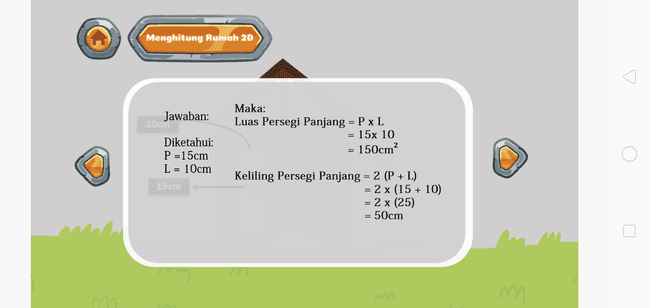 Menghitung Rumah 2D
Jawaban:
10cm
Diketahui:
P =15cm
L = 10cm
15cm
Maka:
Luas Persegi Panjang = P x L
= 15x 10
= 150cm²
Keliling Persegi Panjang = 2 (P + L)
= 2 x (15 + 10)
= 2 x (25)
= 50cm